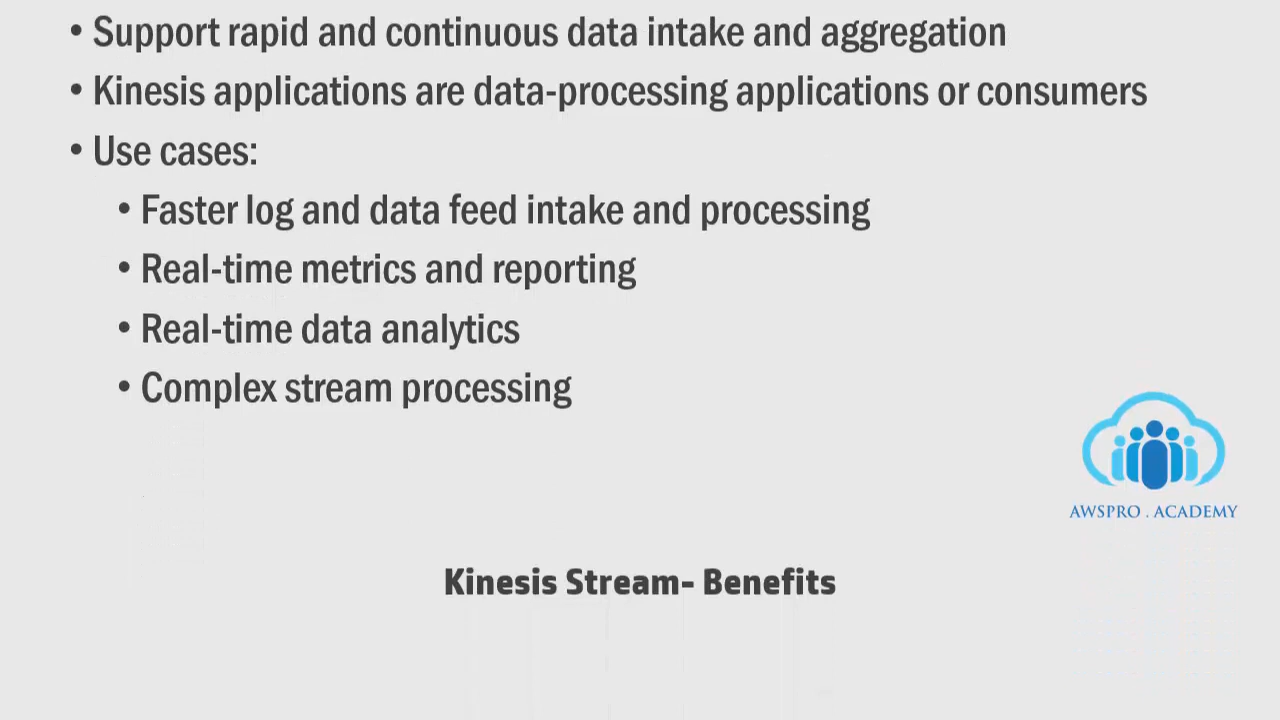 • Support rapid and continuous data intake and aggregation
• Kinesis applications are data-processing applications or consumers
• Use cases:
• Faster log and data feed intake and processing
• Real-time metrics and reporting
• Real-time data analytics
• Complex stream processing
AWSPRO . ACADEMY
Kinesis Stream- Benefits